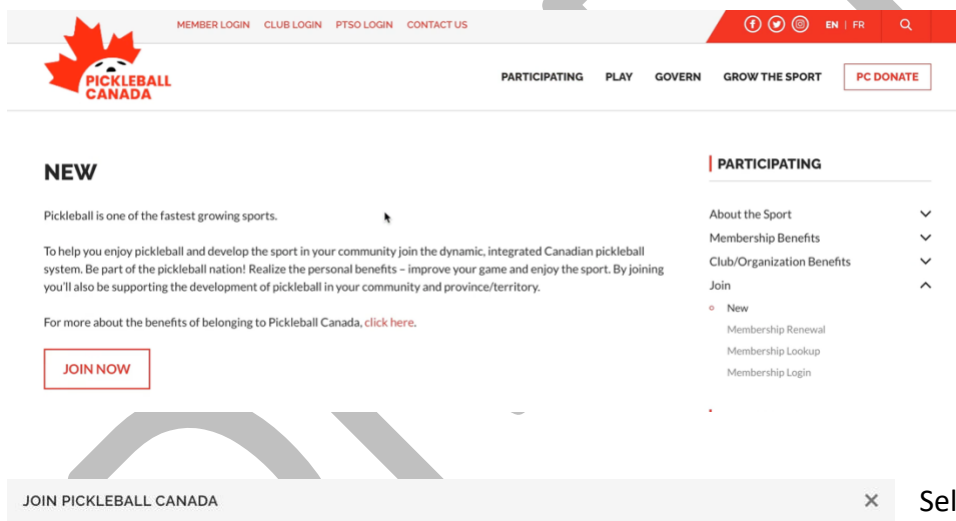 MEMBER LOGIN CLUB LOGIN PTSO LOGIN CONTACT US
EN | FR
PICKLEBALL
CANADA
PARTICIPATING PLAY GOVERN GROW THE SPORT PC DONATE
NEW
Pickleball is one of the fastest growing sports.
To help you enjoy pickleball and develop the sport in your community join the dynamic, integrated Canadian pickleball
system. Be part of the pickleball nation! Realize the personal benefits – improve your game and enjoy the sport. By joining
you'll also be supporting the development of pickleball in your community and province/territory.
For more about the benefits of belonging to Pickleball Canada, click here.
JOIN NOW
PARTICIPATING
About the Sport
Membership Benefits
Club/Organization Benefits
Join
New
Membership Renewal
Membership Lookup
Membership Login
JOIN PICKLEBALL CANADA
Sel